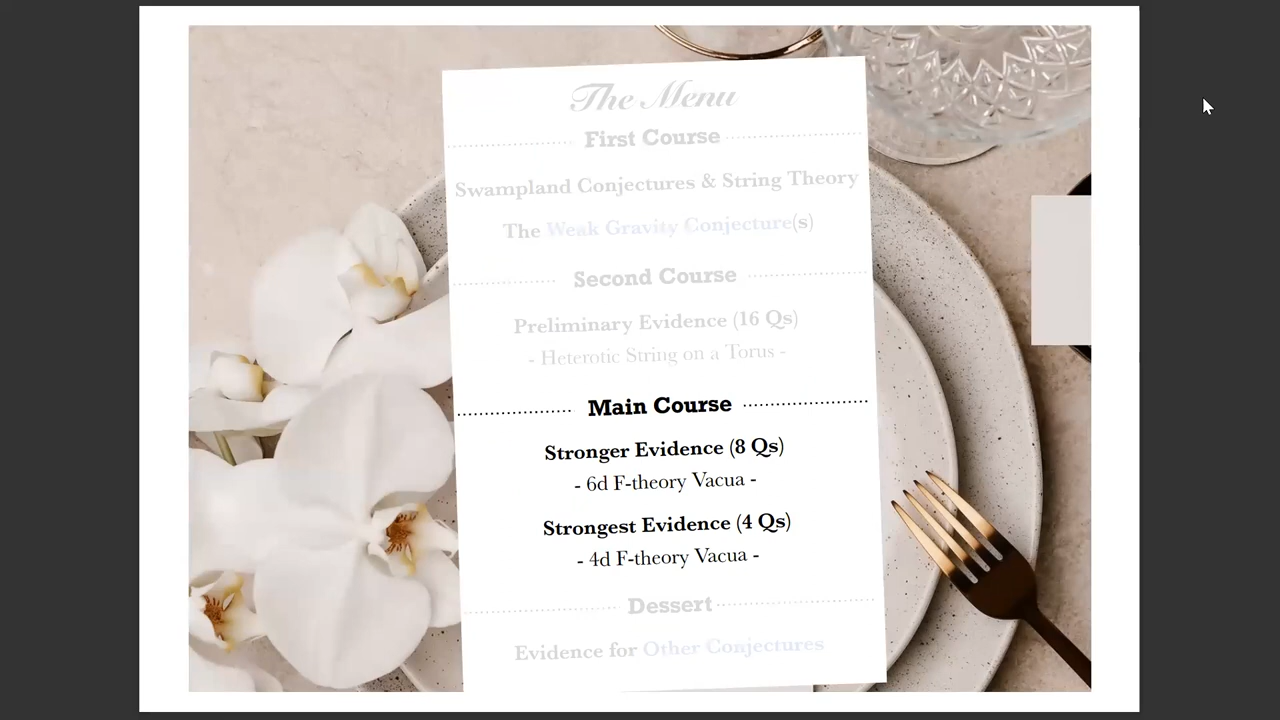 The Menu
First Course
Swampland Conjectures & String Theory
The Weak Gravity Conjecture(s)
Second Course
Preliminary Evidence (16 Qs)
- Heterotic String on a Torus -
Main Course
Stronger Evidence (8 Qs)
- 6d F-theory Vacua -
Strongest Evidence (4 Qs)
- 4d F-theory Vacua -
Dessert
Evidence for Other Conjectures